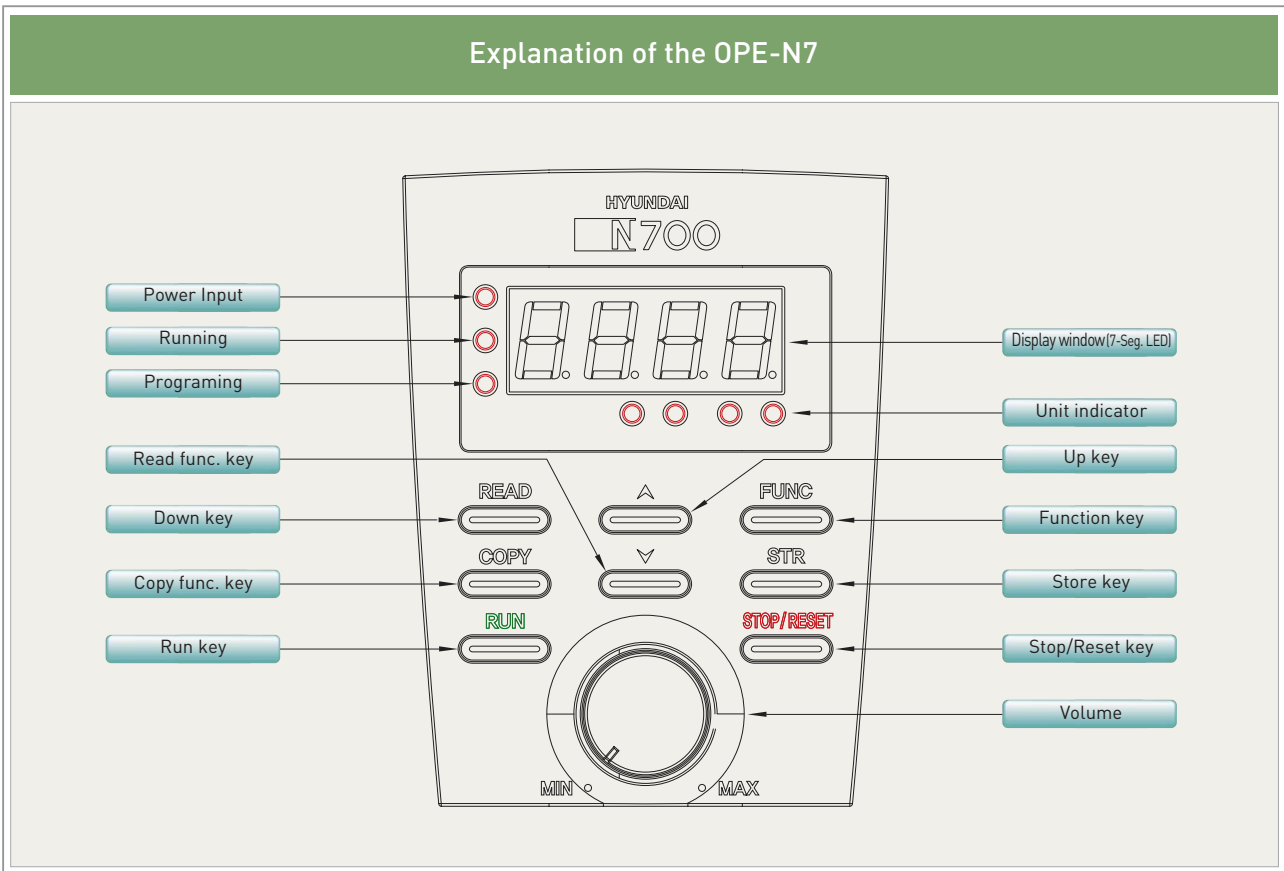 Explanation of the OPE-N7
HYUNDAI
N700
Power Input
Running
Programing
Read func. key
Down key
Copy func. key
Run key
Display window(7-Seg. LED)
Unit indicator
Up key
Function key
Store key
Stop/Reset key
Volume
READ
FUNC
COPY
STR
RUN
STOP/RESET
MIN
MAX